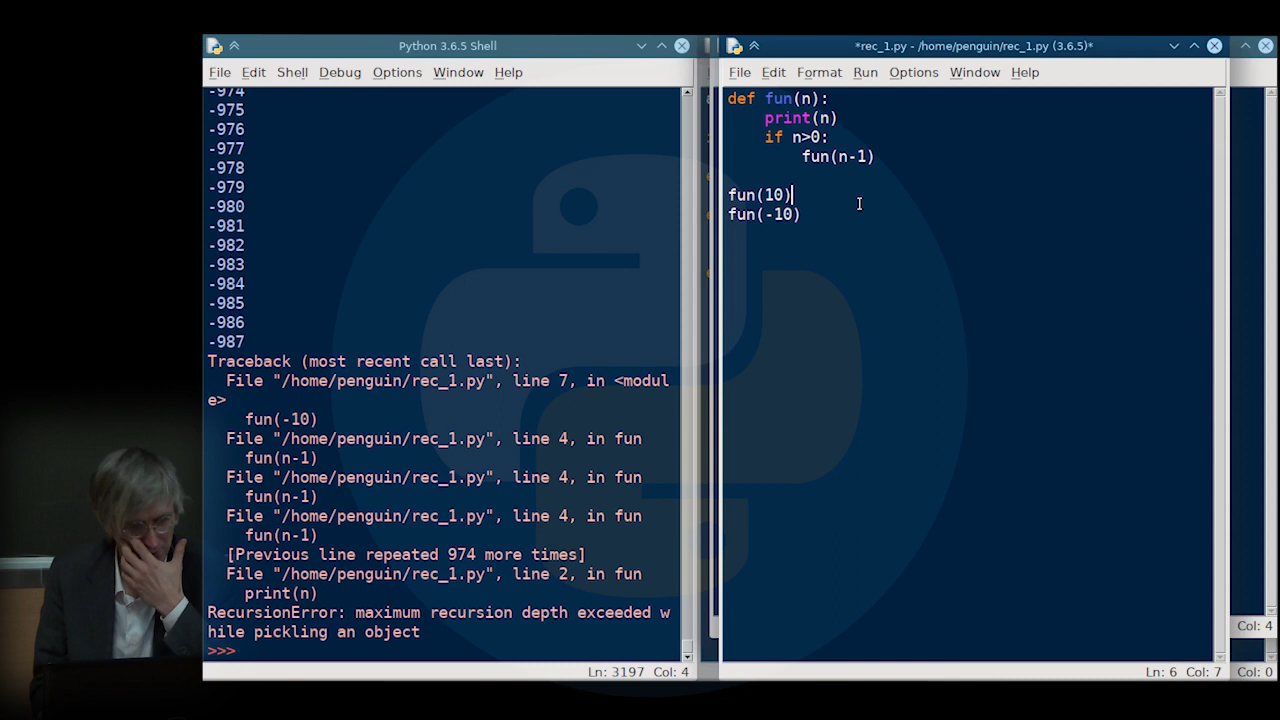 Python 3.6.5 Shell
File Edit Shell Debug Options Window Help
-974
-975
-976
-977
-978
-979
-980
-981
-982
-983
-984
-985
-986
-987
Traceback (most recent call last):
  File "/home/penguin/rec_1.py", line 7, in <modul
e>
    fun(-10)
  File "/home/penguin/rec_1.py", line 4, in fun
    fun(n-1)
  File "/home/penguin/rec_1.py", line 4, in fun
    fun(n-1)
  File "/home/penguin/rec_1.py", line 4, in fun
    fun(n-1)
  [Previous line repeated 974 more times]
  File "/home/penguin/rec_1.py", line 2, in fun
    print(n)
RecursionError: maximum recursion depth exceeded w
hile pickling an object
>>>
Ln: 3197 Col: 4
*rec_1.py - /home/penguin/rec_1.py (3.6.5)*
File Edit Format Run Options Window Help
def fun(n):
    print(n)
    if n>0:
        fun(n-1)
fun(10)
fun(-10)
Ln: 6 Col: 7
Col: 4
Col: 0